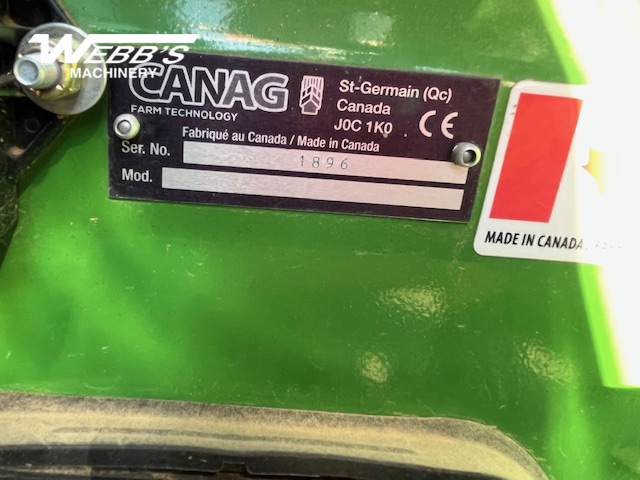 WEBB'S
MACHINERY
CANAG
FARM TECHNOLOGY
St-Germain (Qc)
Canada
J0C 1K0
CE
Fabriqué au Canada / Made in Canada
Ser. No. 1896
Mod.
MADE IN CANADA